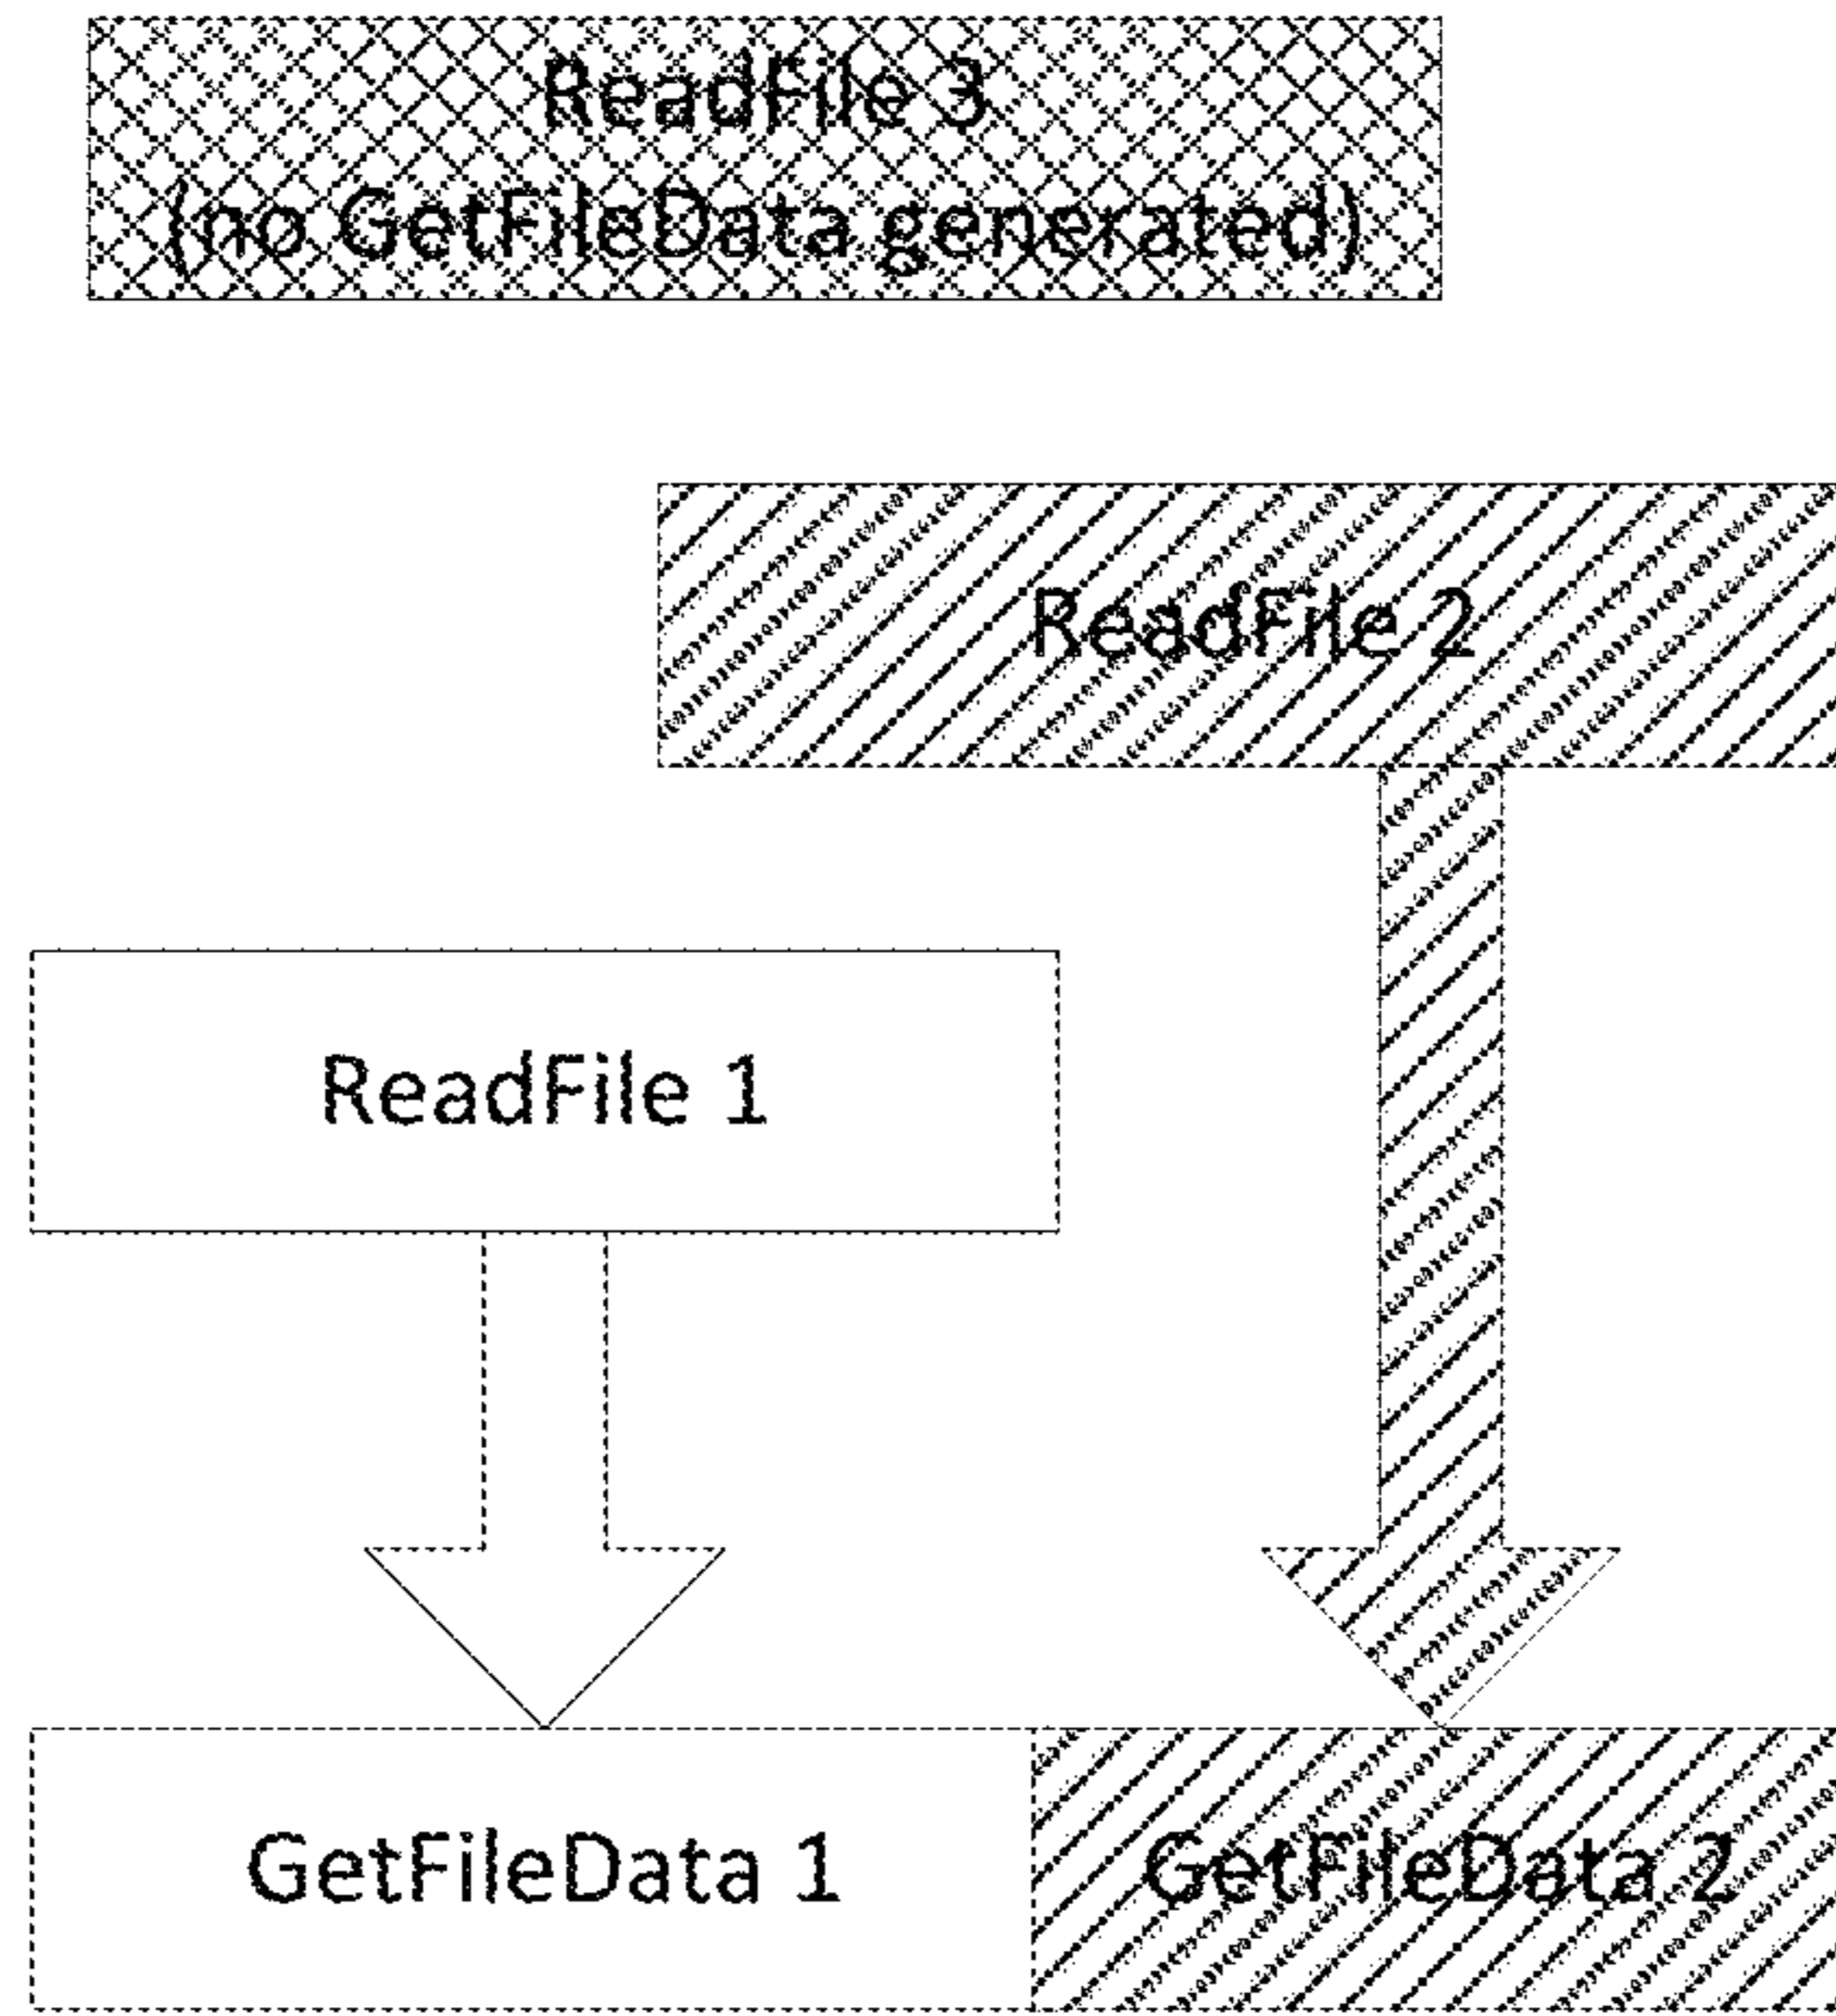 ReadFile 3
(no GetFileData generated)
ReadFile 2
ReadFile 1
GetFileData 1
GetFileData 2